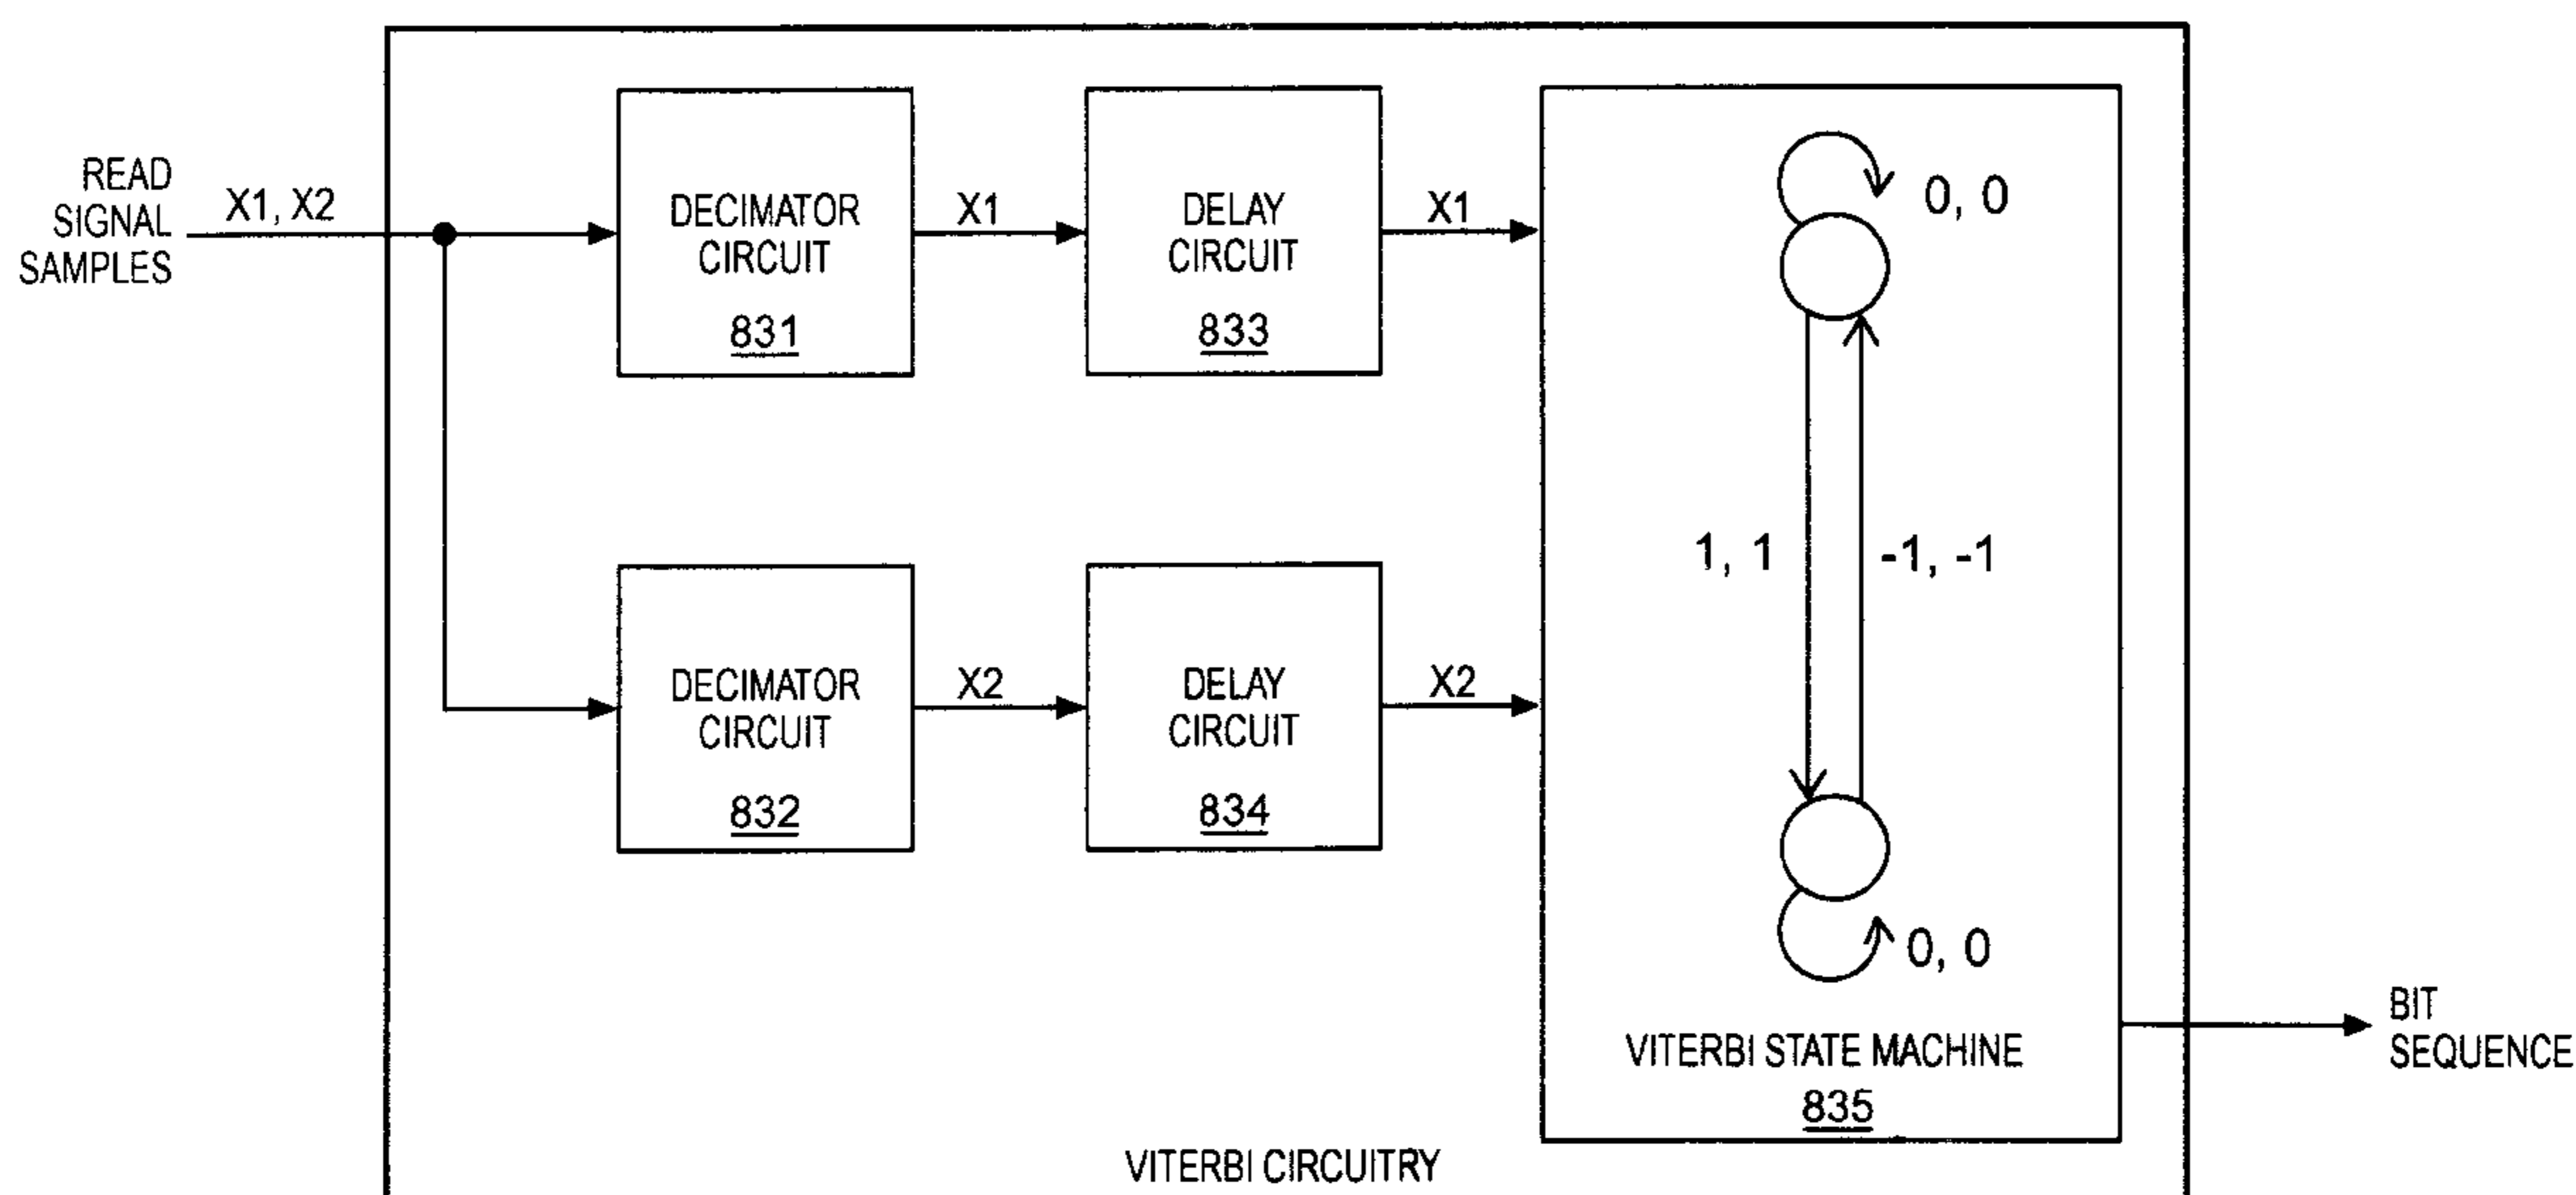 READ
SIGNAL
SAMPLES
X1, X2
DECIMATOR
CIRCUIT
831
X1
DELAY
CIRCUIT
833
X1
DECIMATOR
CIRCUIT
832
X2
DELAY
CIRCUIT
834
X2
0, 0
1, 1
-1, -1
0, 0
VITERBI STATE MACHINE
835
BIT
SEQUENCE
VITERBI CIRCUITRY